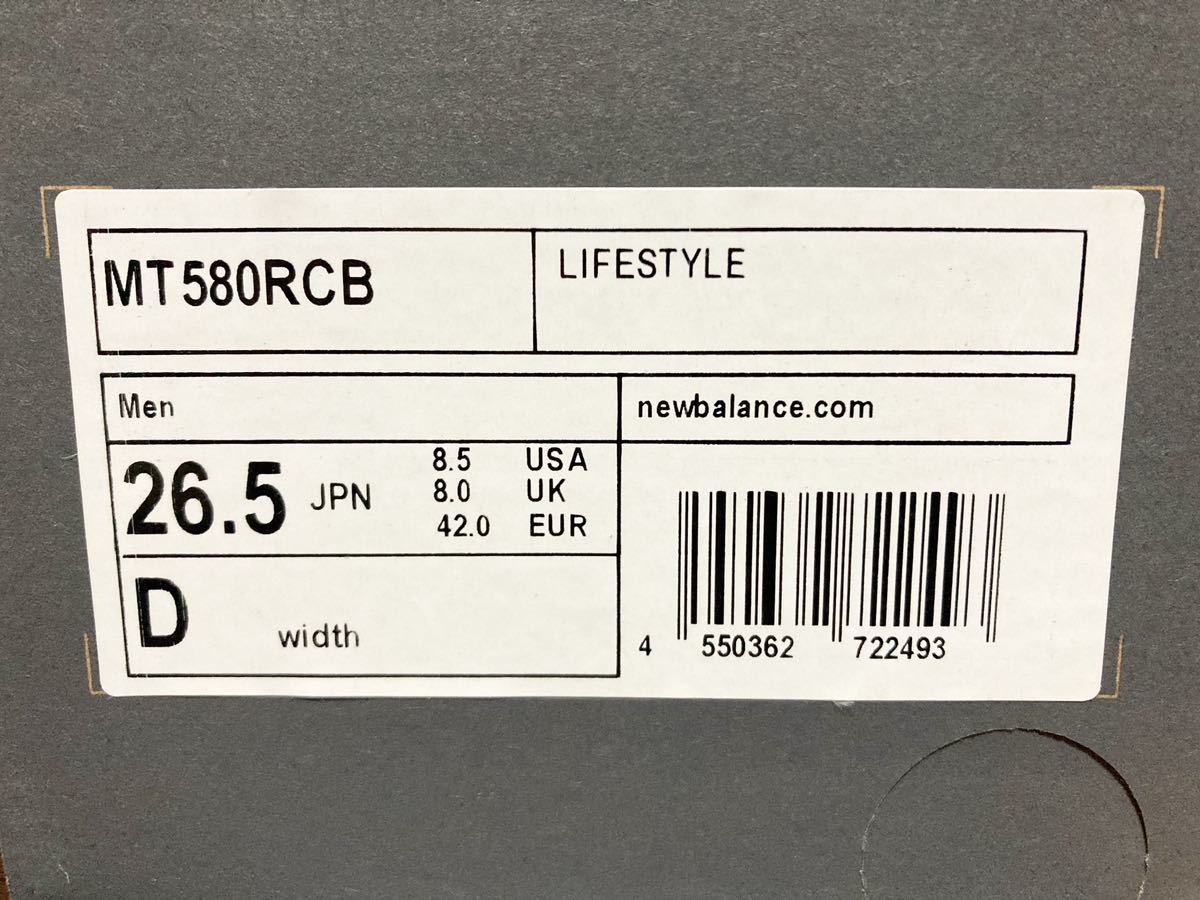 MT580RCB
LIFESTYLE
Men
newbalance.com
26.5 JPN
8.5 USA
8.0 UK
42.0 EUR
D width
4 550362 722493